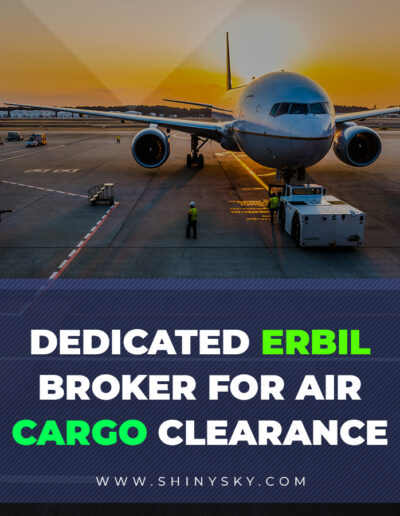 DEDICATED ERBIL
BROKER FOR AIR
CARGO CLEARANCE
WWW.SHINYSKY.COM